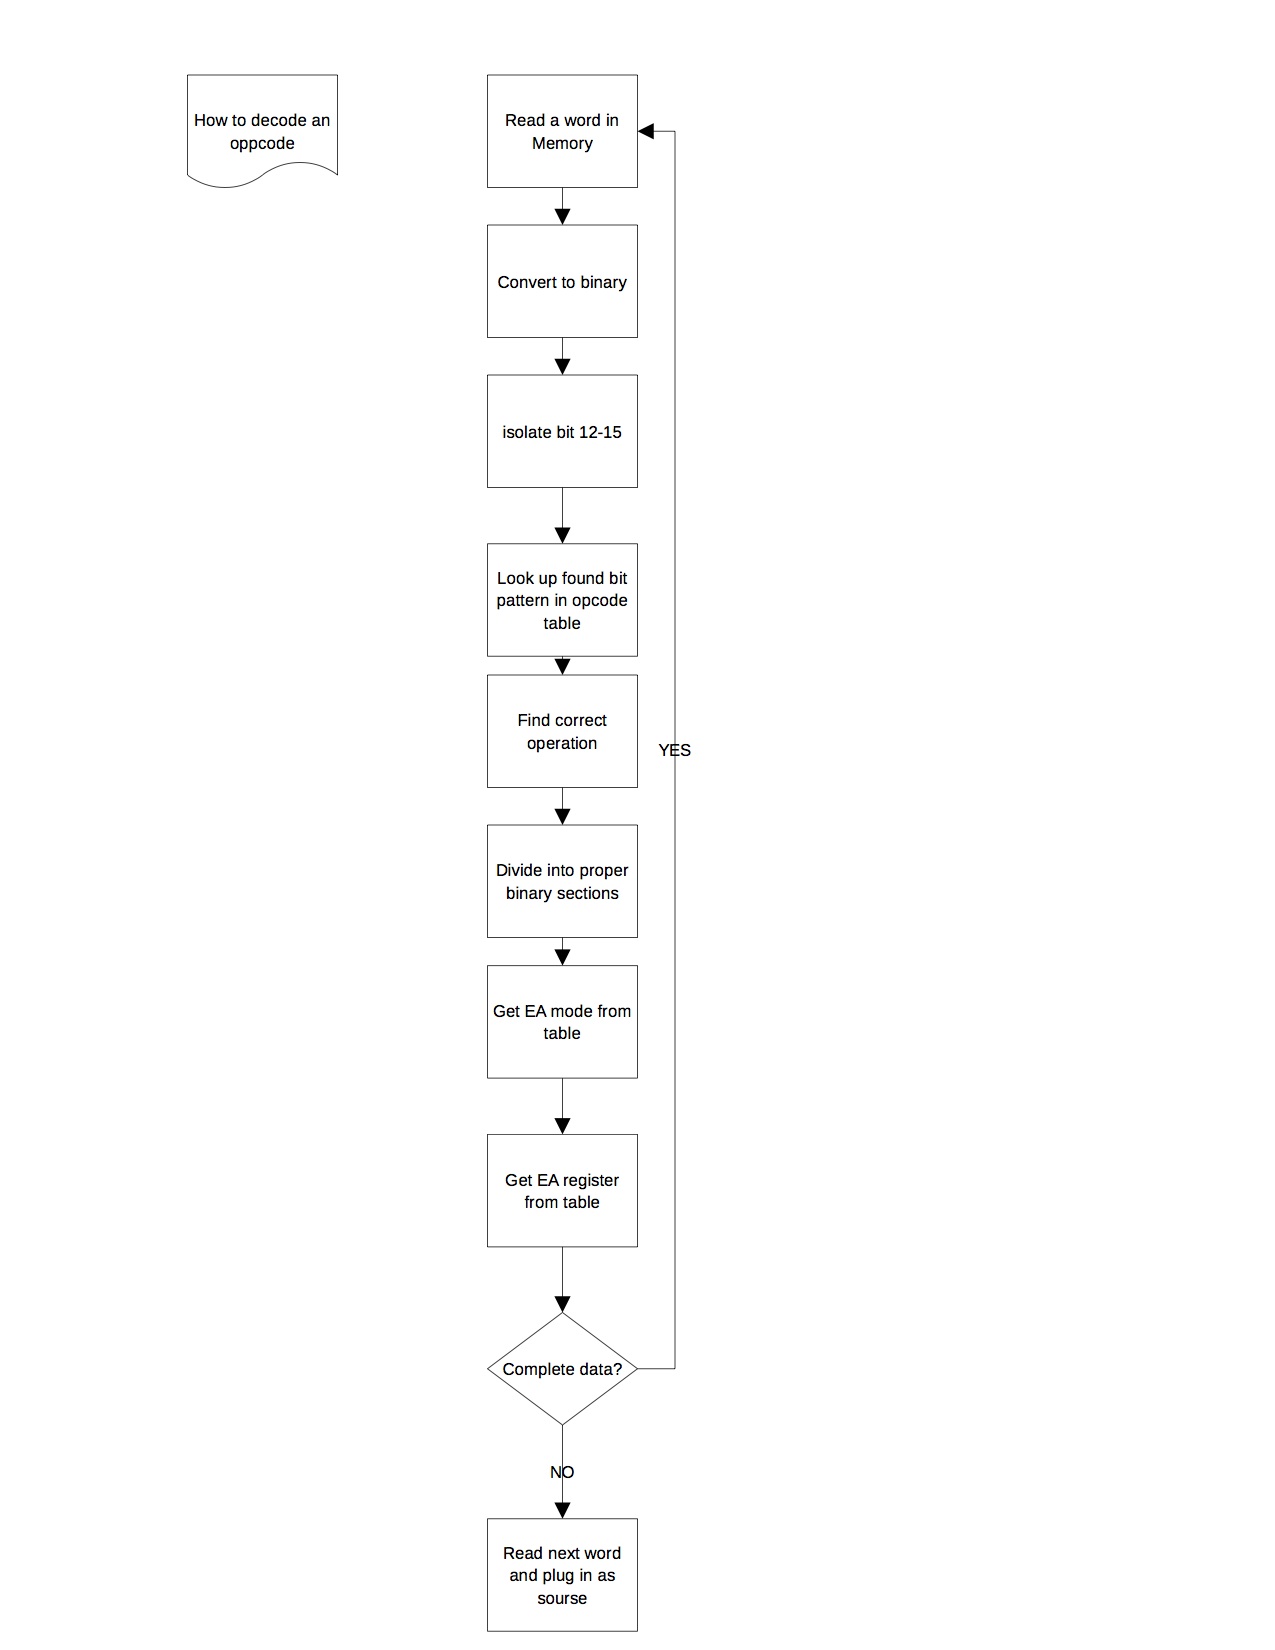 How to decode an
oppcode
Read a word in
Memory
Convert to binary
isolate bit 12-15
Look up found bit
pattern in opcode
table
Find correct
operation
YES
Divide into proper
binary sections
Get EA mode from
table
Get EA register
from table
Complete data?
NO
Read next word
and plug in as
sourse